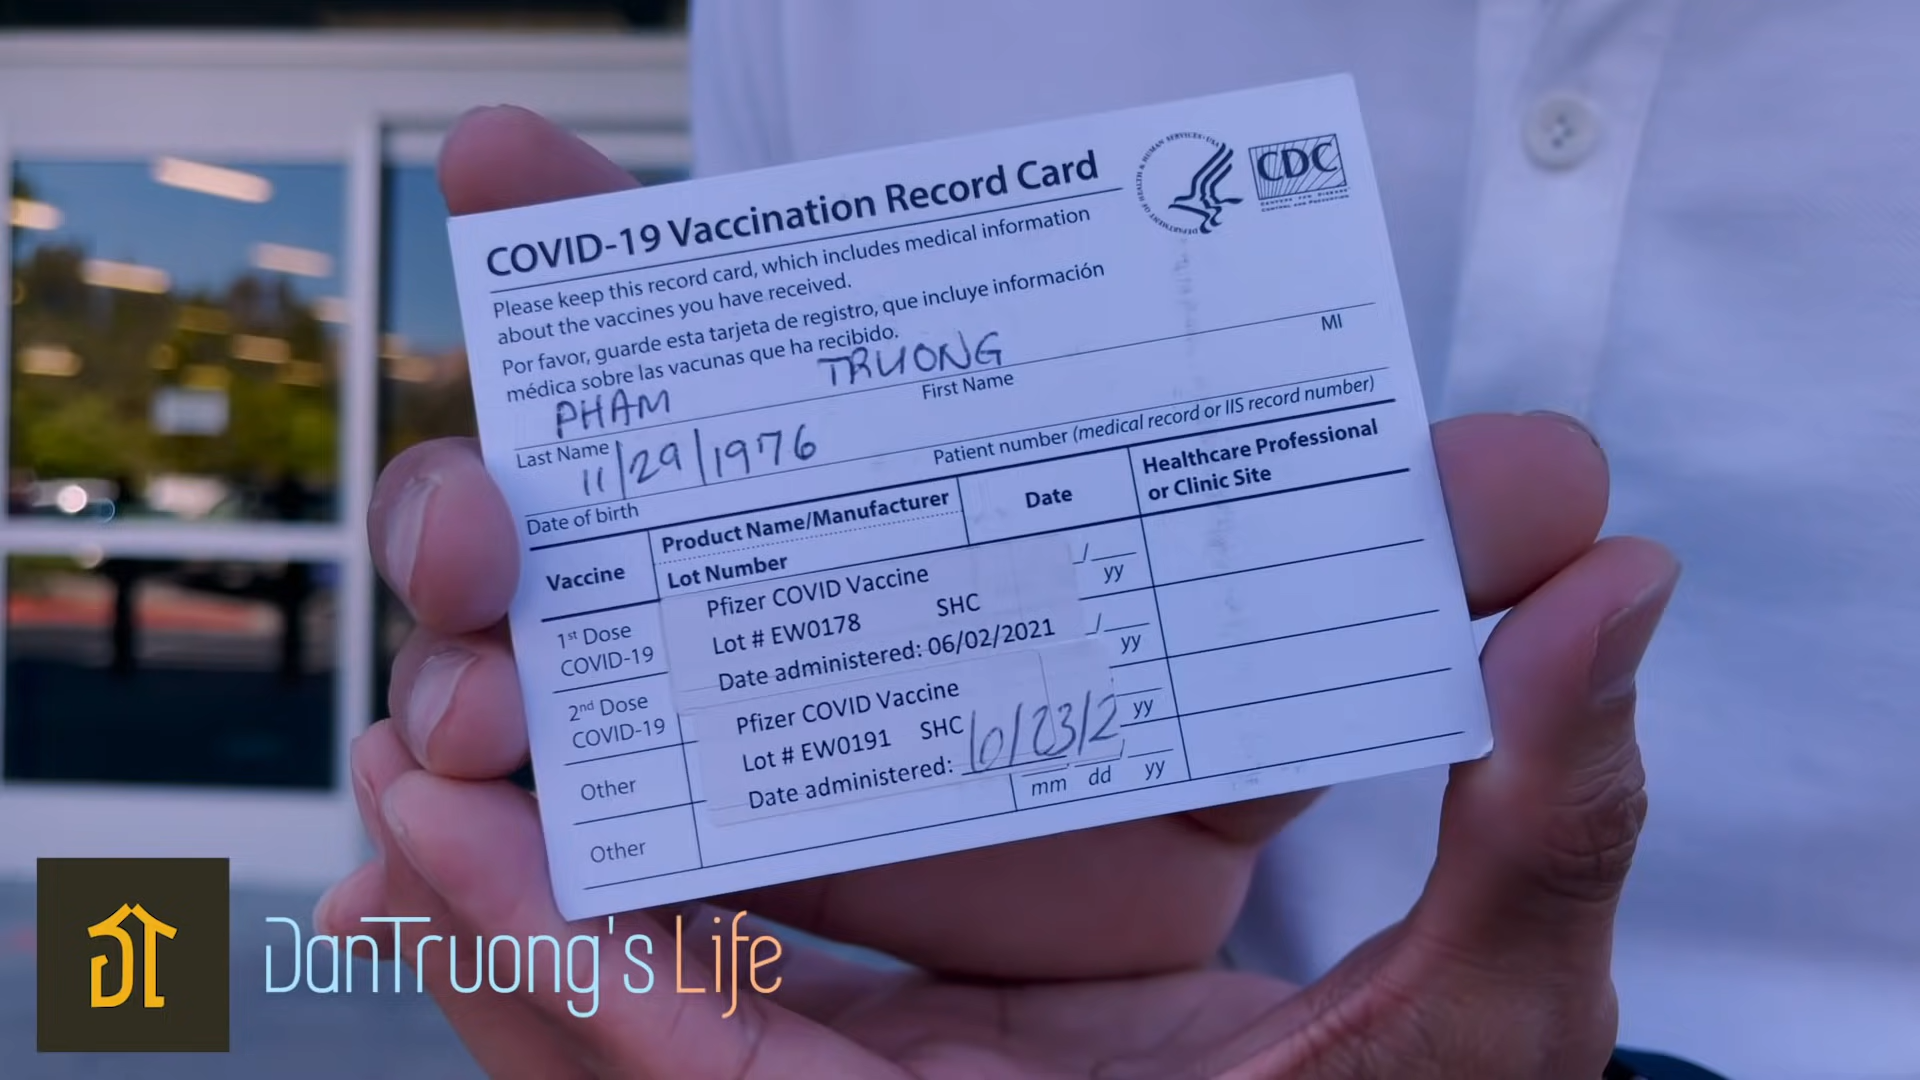 COVID-19 Vaccination Record Card
CDC
Please keep this record card, which includes medical information
about the vaccines you have received.
Por favor, guarde esta tarjeta de registro, que incluye información
médica sobre las vacunas que ha recibido.
PHAM TRUONG
Last Name First Name MI
11/29/1976
Date of birth Patient number (medical record or IIS record number)
Vaccine Product Name/Manufacturer Date Healthcare Professional
Lot Number or Clinic Site
1st Dose
COVID-19
Pfizer COVID Vaccine
Lot # EW0178 SHC
Date administered: 06/02/2021
/ yy
2nd Dose
COVID-19
Pfizer COVID Vaccine
Lot # EW0191 SHC
Date administered: 6/23/2
/ yy
Other yy
Other mm dd yy
DT
DanTruong's Life